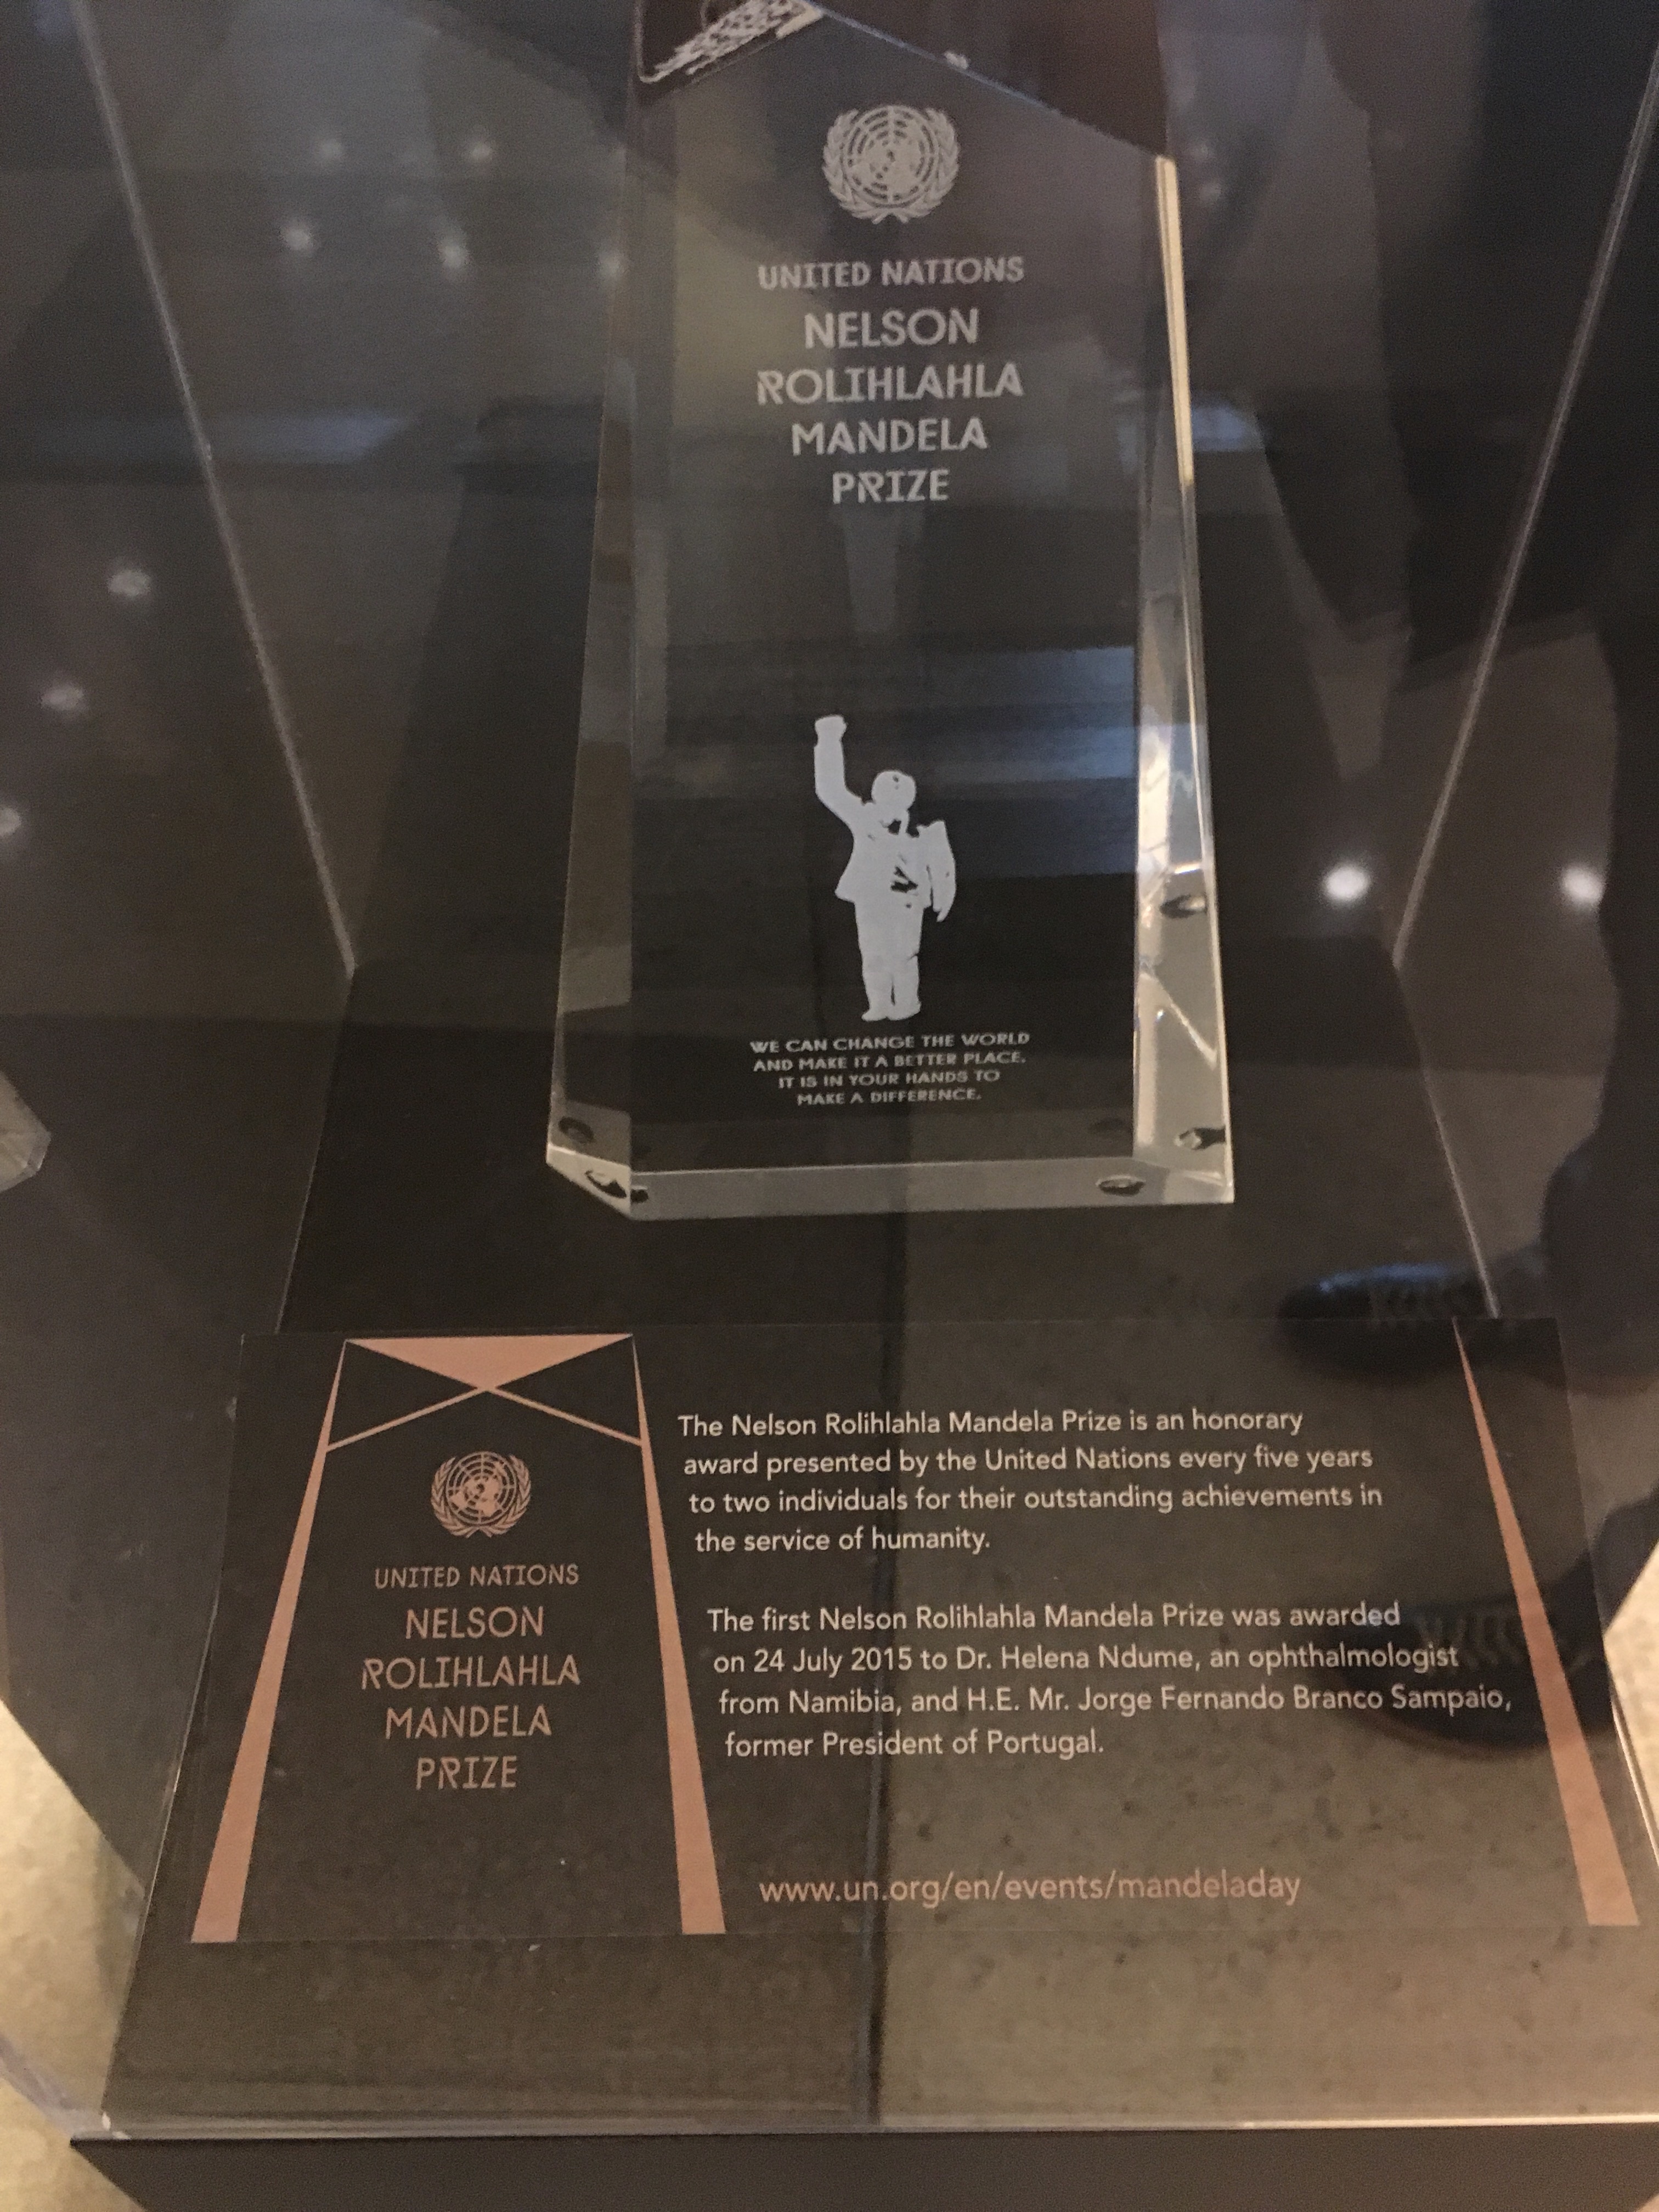 UNITED NATIONS
NELSON
ROLIHLAHLA
MANDELA
PRIZE
WE CAN CHANGE THE WORLD
AND MAKE IT A BETTER PLACE.
IT IS IN YOUR HANDS TO
MAKE A DIFFERENCE.
UNITED NATIONS
NELSON
ROLIHLAHLA
MANDELA
PRIZE
The Nelson Rolihlahla Mandela Prize is an honorary
award presented by the United Nations every five years
to two individuals for their outstanding achievements in
the service of humanity.
The first Nelson Rolihlahla Mandela Prize was awarded
on 24 July 2015 to Dr. Helena Ndume, an ophthalmologist
from Namibia, and H.E. Mr. Jorge Fernando Branco Sampaio,
former President of Portugal.
www.un.org/en/events/mandeladay